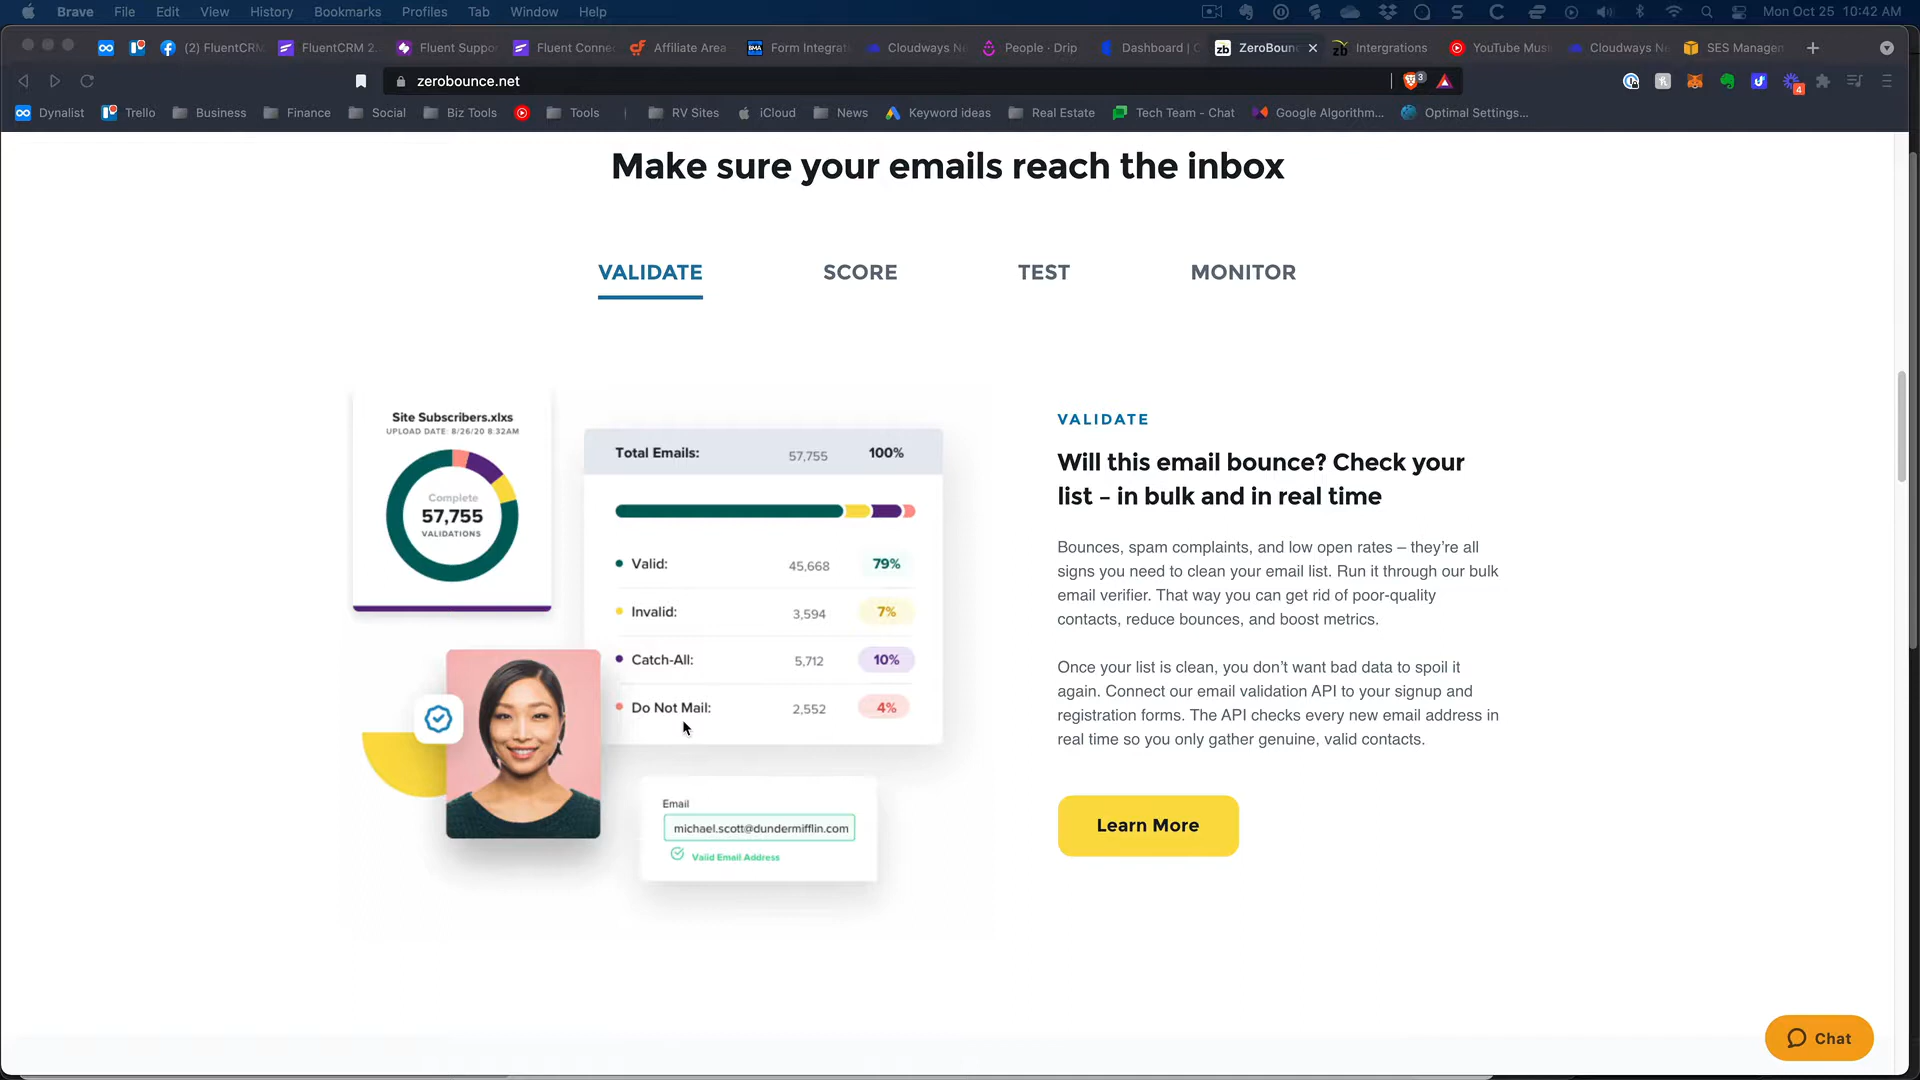 Brave File Edit View History Bookmarks Profiles Tab Window Help Mon Oct 25 10:42 AM
(2) FluentCRM FluentCRM 2. Fluent Suppo Fluent Conne Affiliate Area Form Integrat Cloudways Ne People · Drip Dashboard | C ZeroBoun Intergrations YouTube Mus Cloudways Ne SES Managem
zerobounce.net 3 4
Dynalist Trello Business Finance Social Biz Tools Tools RV Sites iCloud News Keyword ideas Real Estate Tech Team - Chat Google Algorithm... Optimal Settings...
Make sure your emails reach the inbox
VALIDATE SCORE TEST MONITOR
Site Subscribers.xlxs
UPLOAD DATE: 8/26/20 8:32AM
Complete
57,755
VALIDATIONS
Total Emails: 57,755 100%
Valid: 45,668 79%
Invalid: 3,594 7%
Catch-All: 5,712 10%
Do Not Mail: 2,552 4%
Email
michael.scott@dundermifflin.com
Valid Email Address
VALIDATE
Will this email bounce? Check your
list – in bulk and in real time
Bounces, spam complaints, and low open rates – they’re all
signs you need to clean your email list. Run it through our bulk
email verifier. That way you can get rid of poor-quality
contacts, reduce bounces, and boost metrics.
Once your list is clean, you don’t want bad data to spoil it
again. Connect our email validation API to your signup and
registration forms. The API checks every new email address in
real time so you only gather genuine, valid contacts.
Learn More
Chat